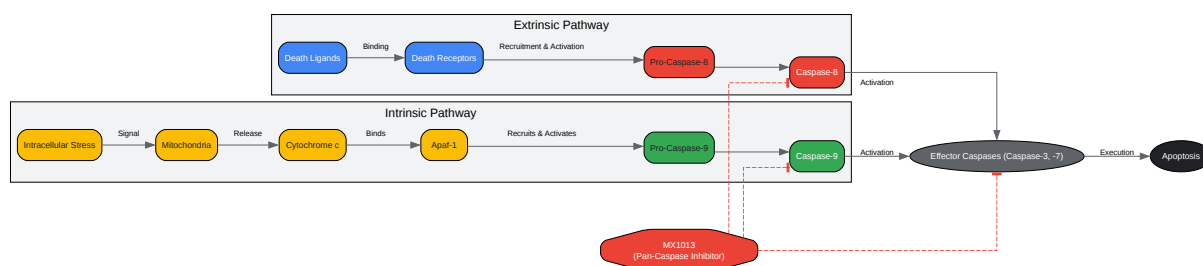 Extrinsic Pathway
Death Ligands
Binding
Death Receptors
Recruitment & Activation
Pro-Caspase-8
Caspase-8
Activation
Intrinsic Pathway
Intracellular Stress
Signal
Mitochondria
Release
Cytochrome c
Binds
Apaf-1
Recruits & Activates
Pro-Caspase-9
Caspase-9
Activation
Effector Caspases (Caspase-3, -7)
Execution
Apoptosis
MX1013
(Pan-Caspase Inhibitor)